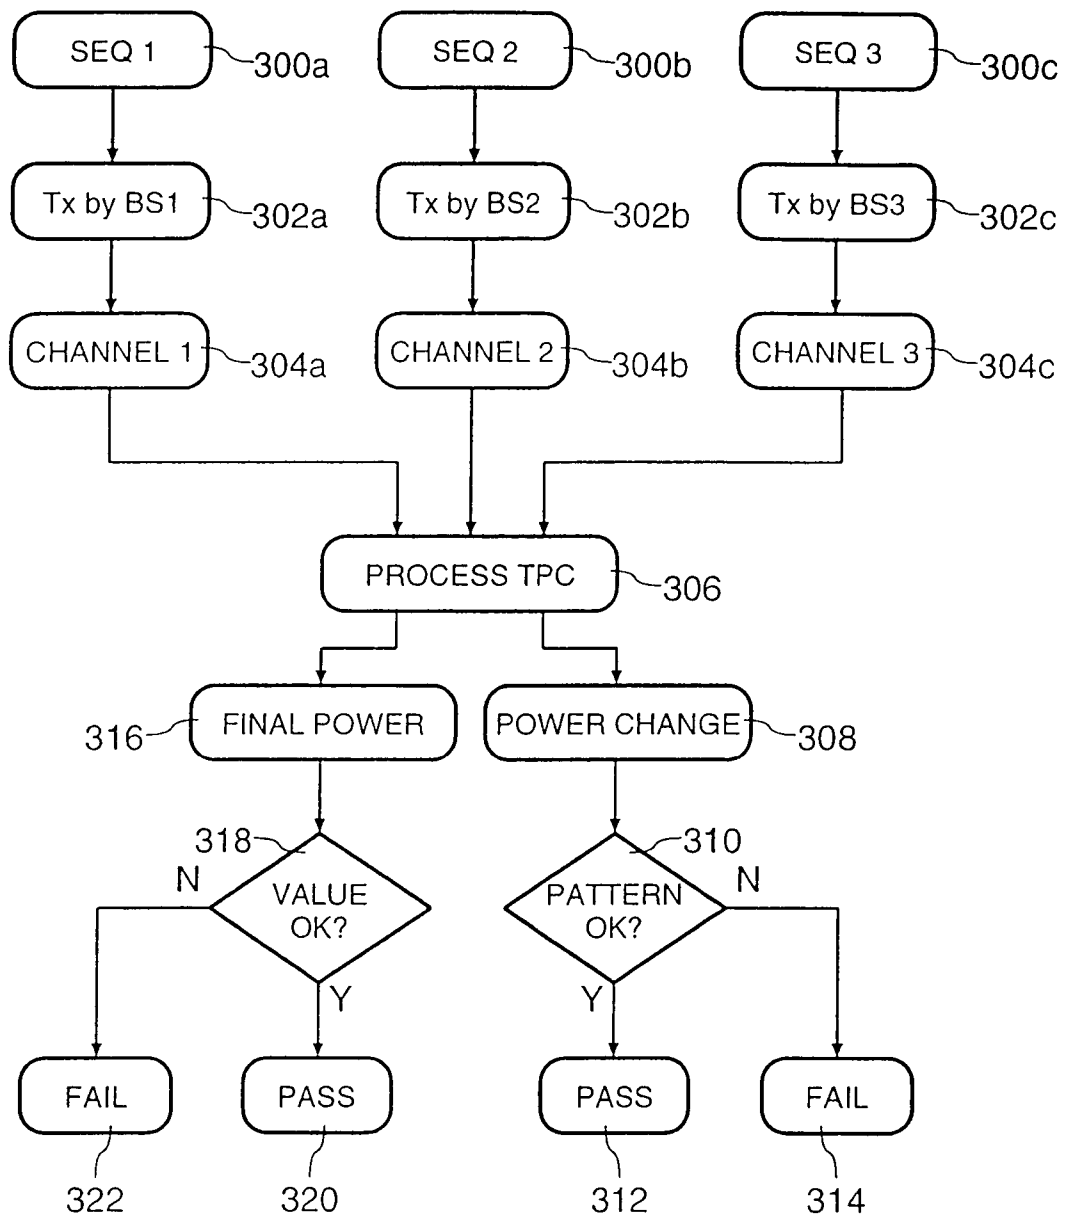 SEQ 1
300a
SEQ 2
300b
SEQ 3
300c
Tx by BS1
302a
Tx by BS2
302b
Tx by BS3
302c
CHANNEL 1
304a
CHANNEL 2
304b
CHANNEL 3
304c
PROCESS TPC
306
316
FINAL POWER
POWER CHANGE
308
318
310
N
VALUE
OK?
PATTERN
OK?
N
Y
Y
FAIL
PASS
PASS
FAIL
322
320
312
314